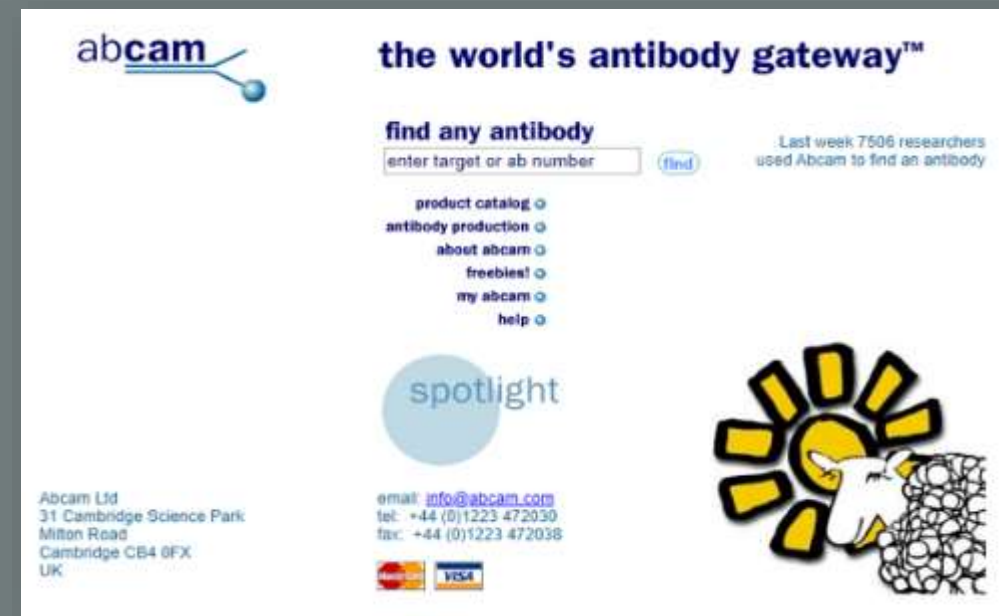 abcam
the world's antibody gateway™
find any antibody
enter target or ab number
find
Last week 7506 researchers
used Abcam to find an antibody
product catalog
antibody production
about abcam
freebies!
my abcam
help
spotlight
Abcam Ltd
31 Cambridge Science Park
Milton Road
Cambridge CB4 0FX
UK
email: info@abcam.com
tel: +44 (0)1223 472030
fax: +44 (0)1223 472038
MasterCard
VISA